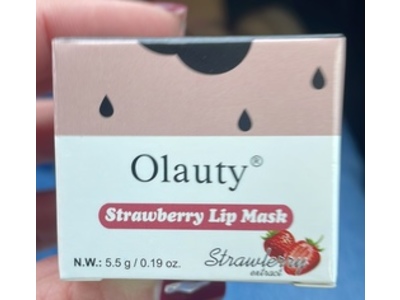 Olauty®
Strawberry Lip Mask
N.W.: 5.5 g / 0.19 oz.
Strawberry
extract